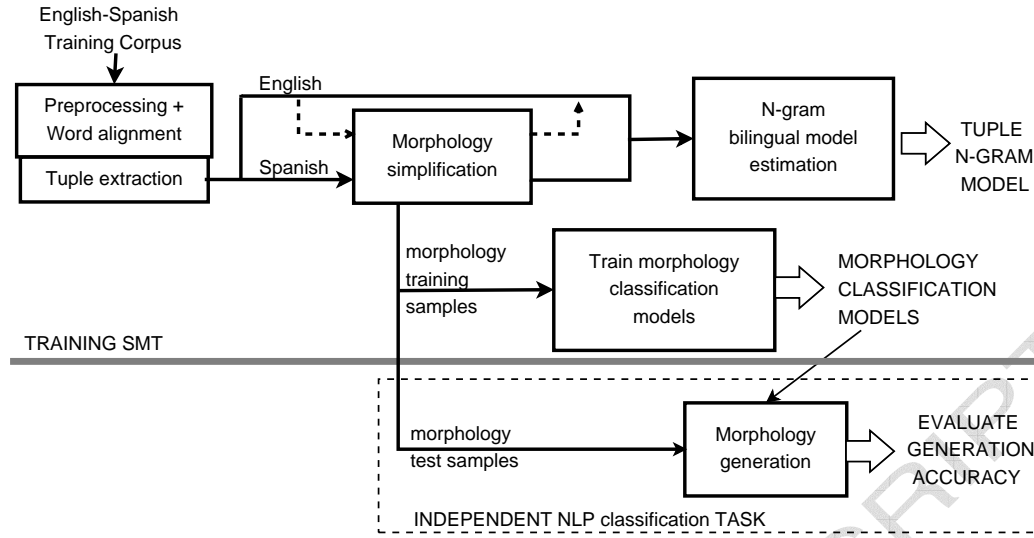 English-Spanish
Training Corpus
Preprocessing +
Word alignment
Tuple extraction
English
Spanish
Morphology
simplification
N-gram
bilingual model
estimation
TUPLE
N-GRAM
MODEL
morphology
training
samples
Train morphology
classification
models
MORPHOLOGY
CLASSIFICATION
MODELS
TRAINING SMT
morphology
test samples
Morphology
generation
EVALUATE
GENERATION
ACCURACY
INDEPENDENT NLP classification TASK
SCRIPT